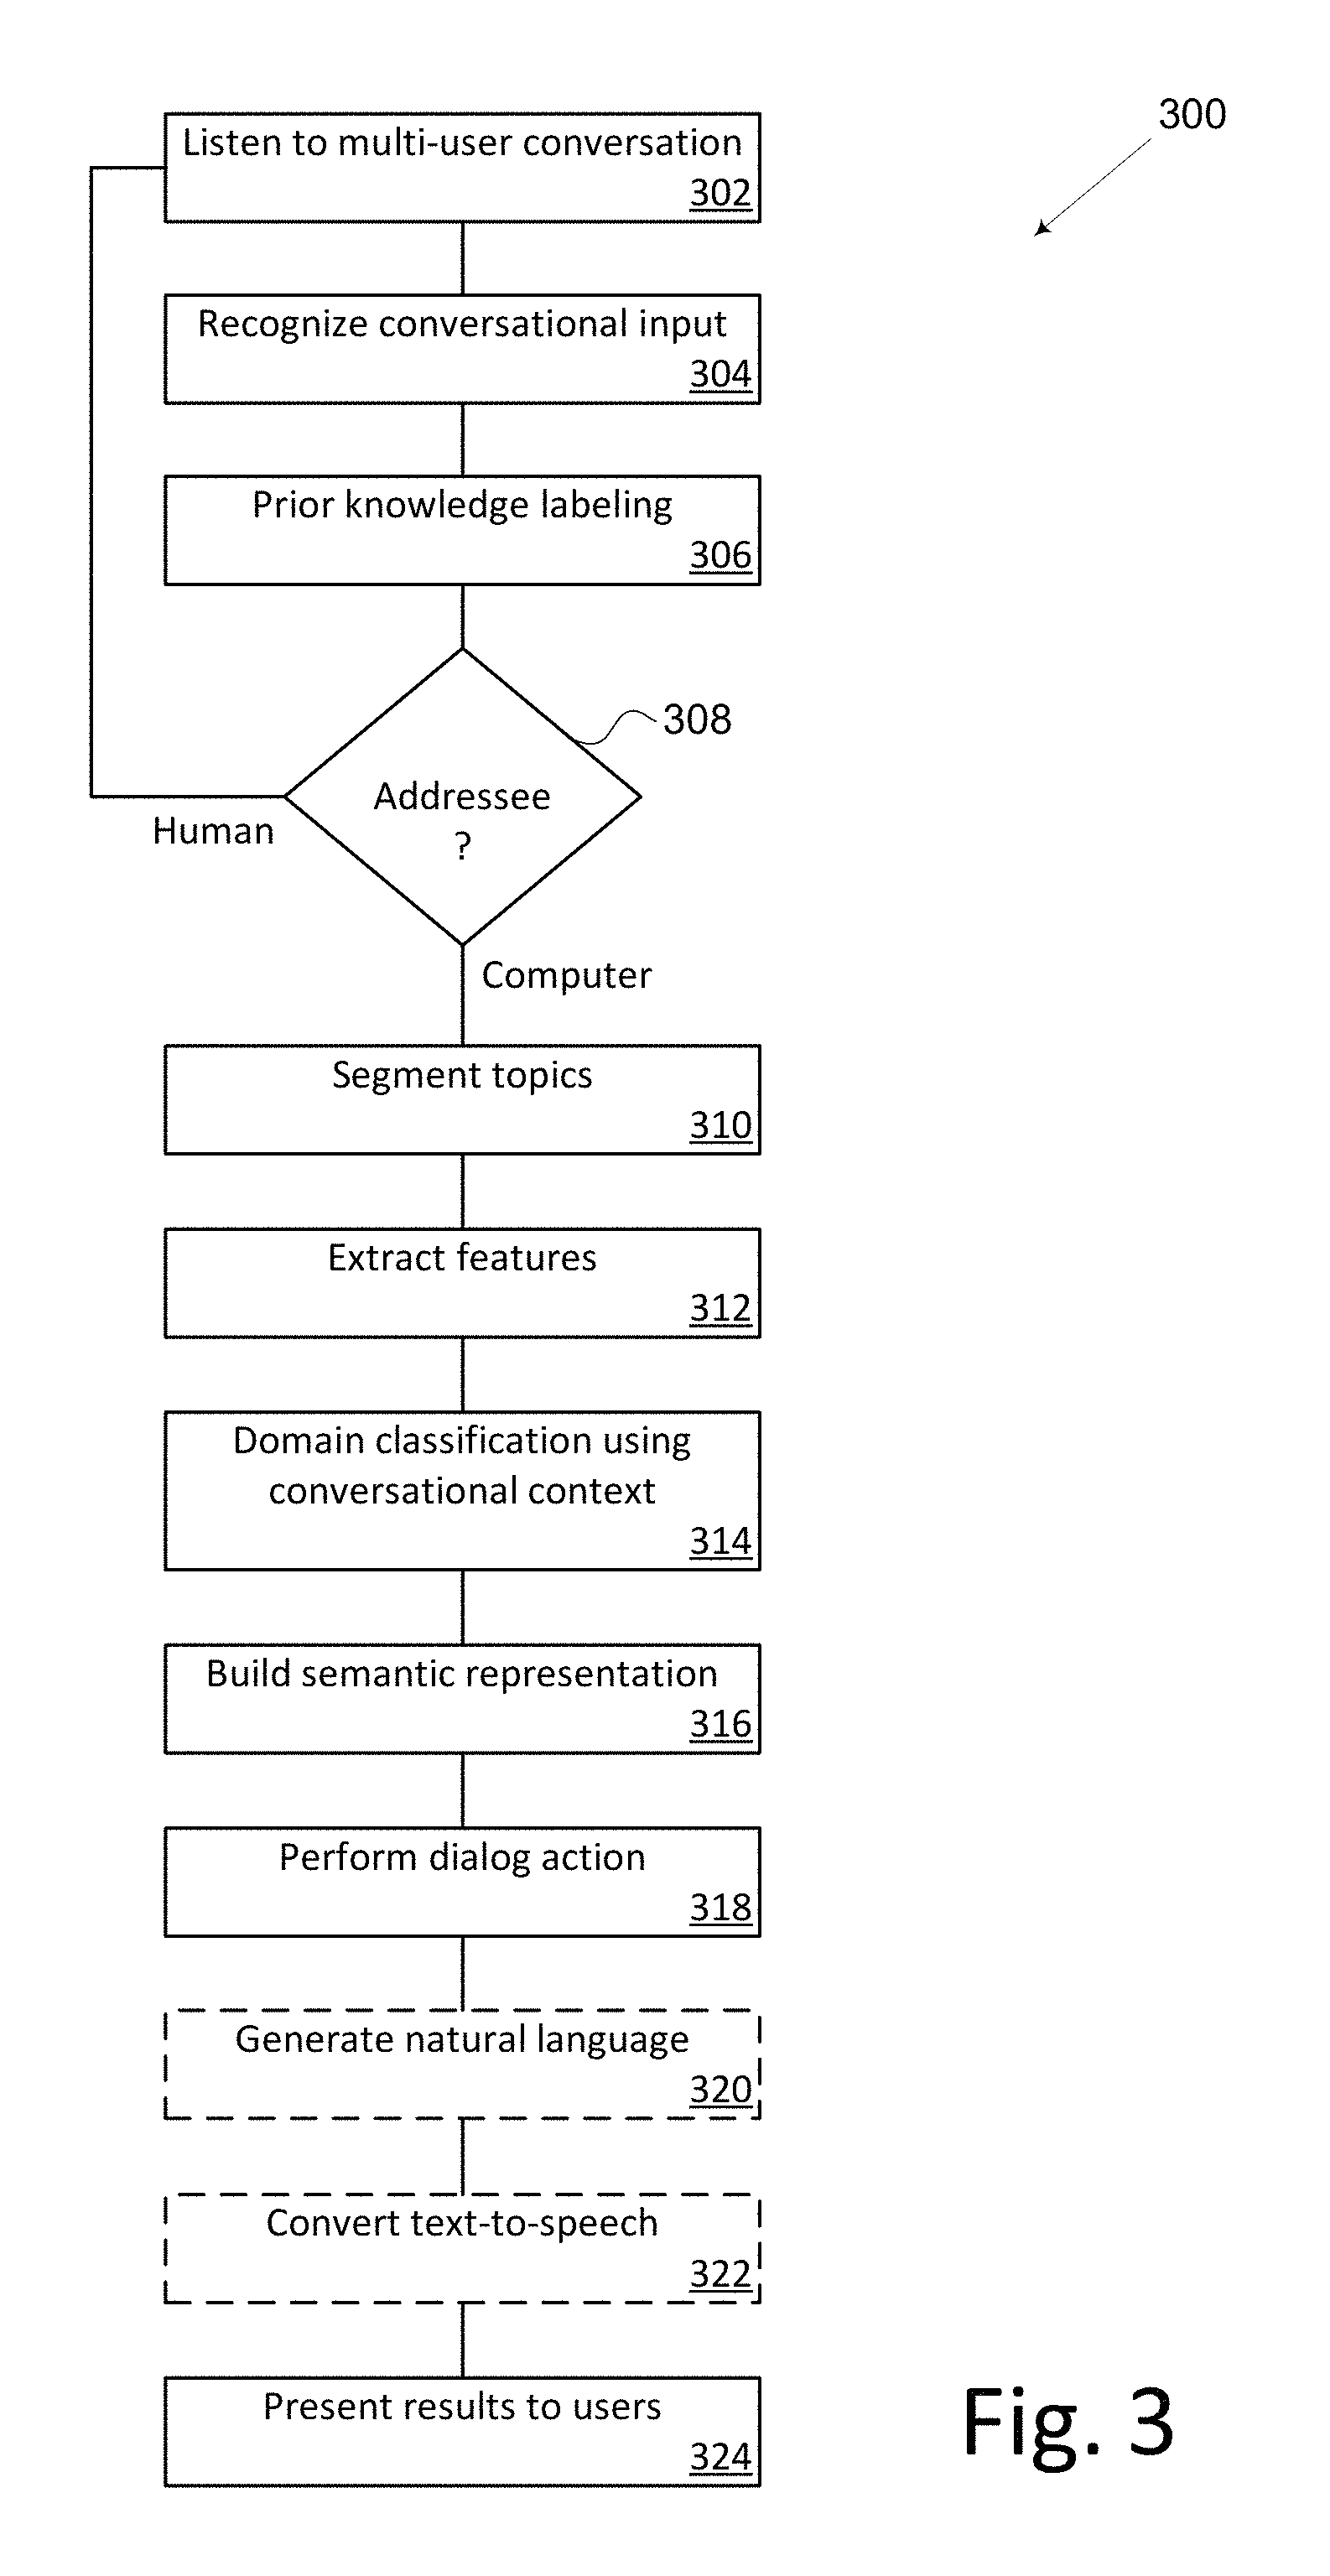 300
Listen to multi-user conversation
302
Recognize conversational input
304
Prior knowledge labeling
306
308
Addressee
?
Human
Computer
Segment topics
310
Extract features
312
Domain classification using
conversational context
314
Build semantic representation
316
Perform dialog action
318
Generate natural language
320
Convert text-to-speech
322
Present results to users
324
Fig. 3